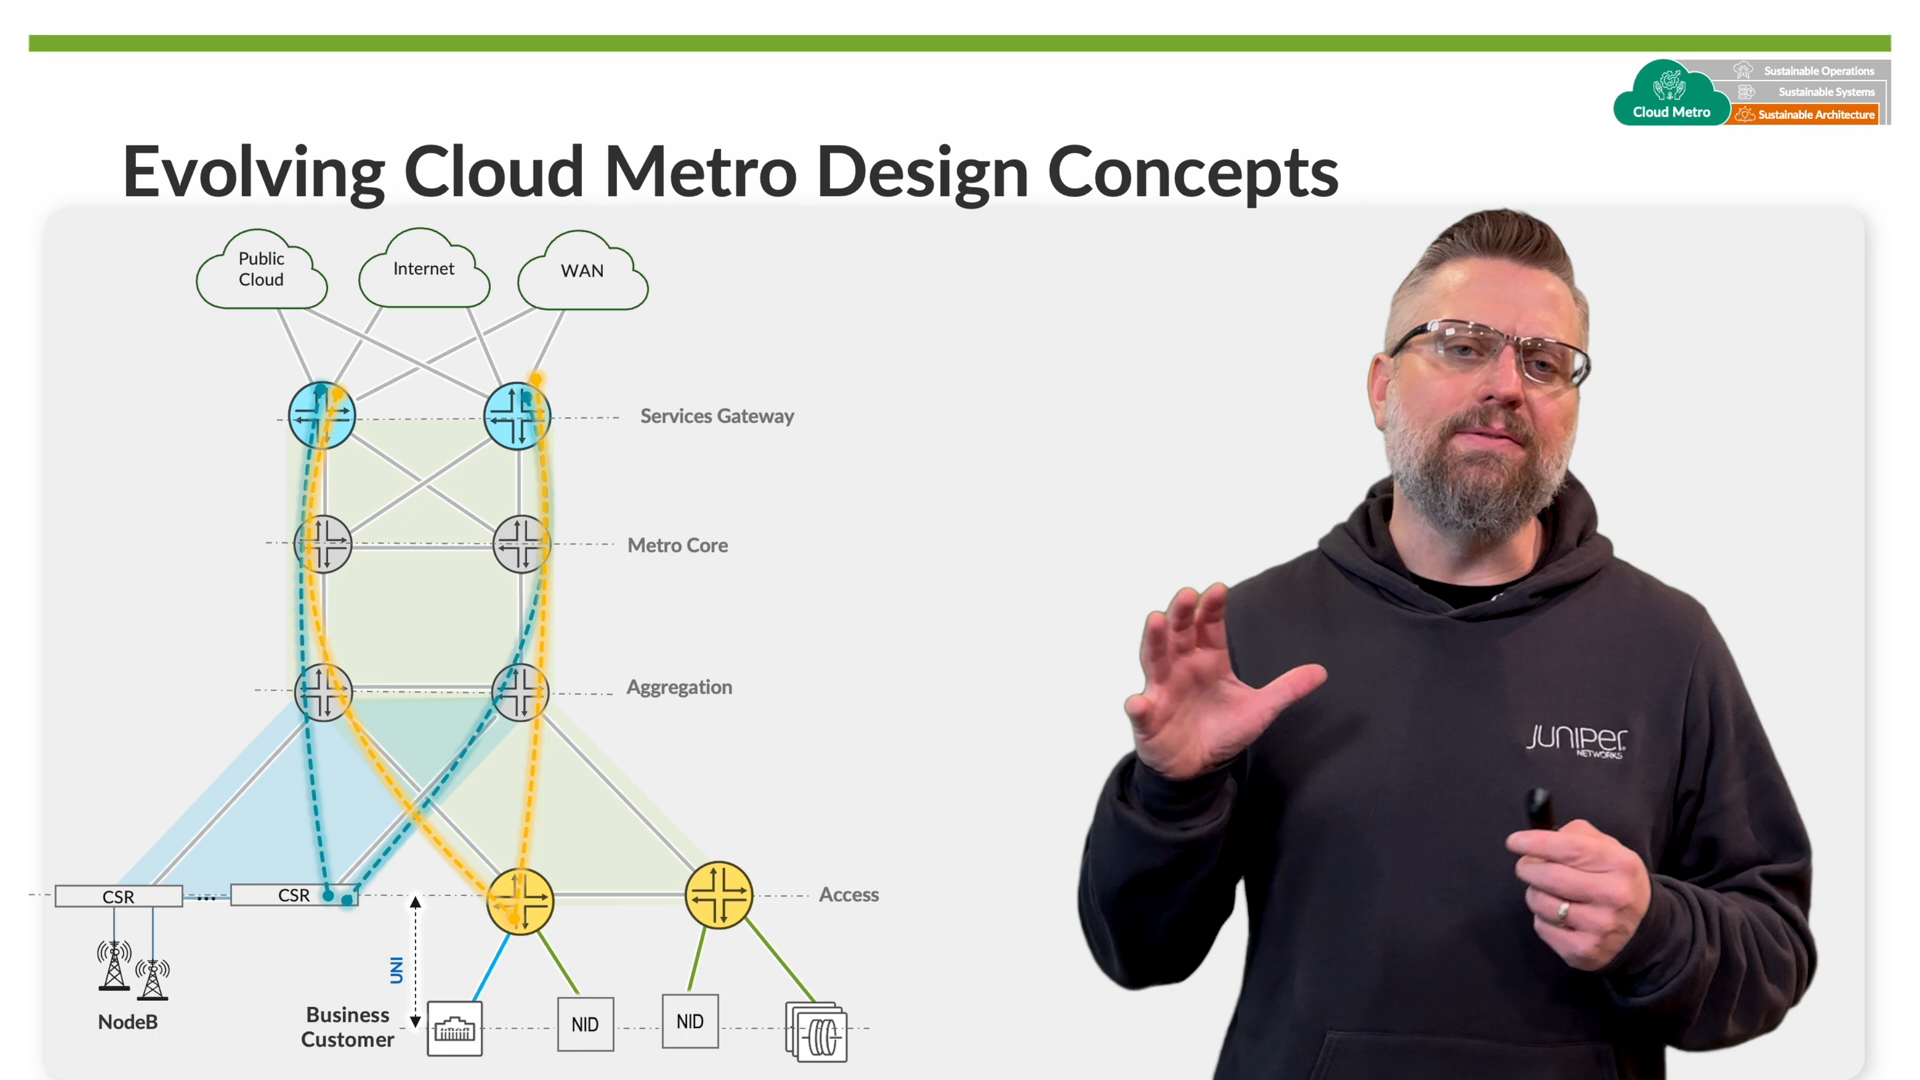 Sustainable Operations
Sustainable Systems
Cloud Metro
Sustainable Architecture
Evolving Cloud Metro Design Concepts
Public
Cloud
Internet
WAN
Services Gateway
Metro Core
Aggregation
CSR
...
CSR
Access
UNI
NodeB
Business
Customer
NID
NID
JUNIPER
NETWORKS